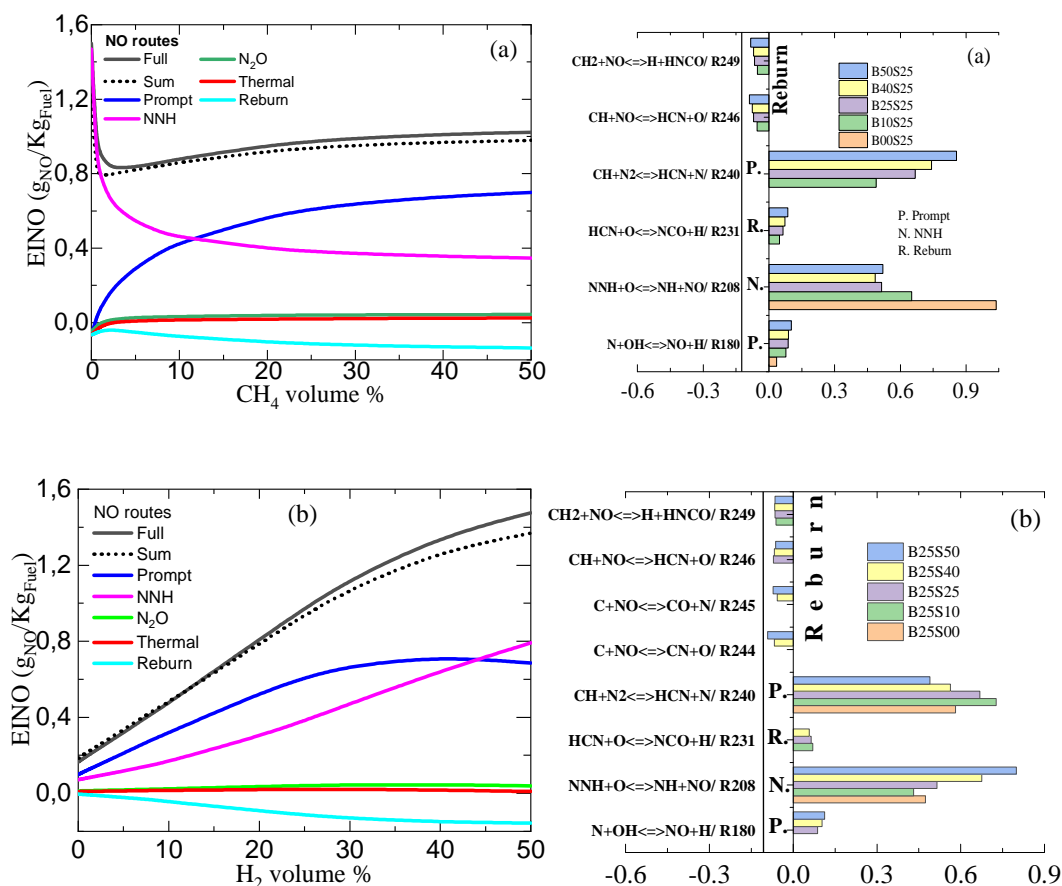 (a)
NO routes
Full
Sum
Prompt
NNH
N2O
Thermal
Reburn
EINO (gNO/KgFuel)
1,6
1,2
0,8
0,4
0,0
0 10 20 30 40 50
CH4 volume %
(a)
Reburn
B50S25
B40S25
B25S25
B10S25
B00S25
P. Prompt
N. NNH
R. Reburn
CH2+NO<=>H+HNCO/ R249
CH+NO<=>HCN+O/ R246
CH+N2<=>HCN+N/ R240 P.
HCN+O<=>NCO+H/ R231 R.
NNH+O<=>NH+NO/ R208 N.
N+OH<=>NO+H/ R180 P.
-0.6 -0.3 0.0 0.3 0.6 0.9
(b)
NO routes
Full
Sum
Prompt
NNH
N2O
Thermal
Reburn
EINO (gNO/KgFuel)
1,6
1,2
0,8
0,4
0,0
0 10 20 30 40 50
H2 volume %
(b)
Reburn
B25S50
B25S40
B25S25
B25S10
B25S00
CH2+NO<=>H+HNCO/ R249
CH+NO<=>HCN+O/ R246
C+NO<=>CO+N/ R245
C+NO<=>CN+O/ R244
CH+N2<=>HCN+N/ R240 P.
HCN+O<=>NCO+H/ R231 R.
NNH+O<=>NH+NO/ R208 N.
N+OH<=>NO+H/ R180 P.
-0.6 -0.3 0.0 0.3 0.6 0.9